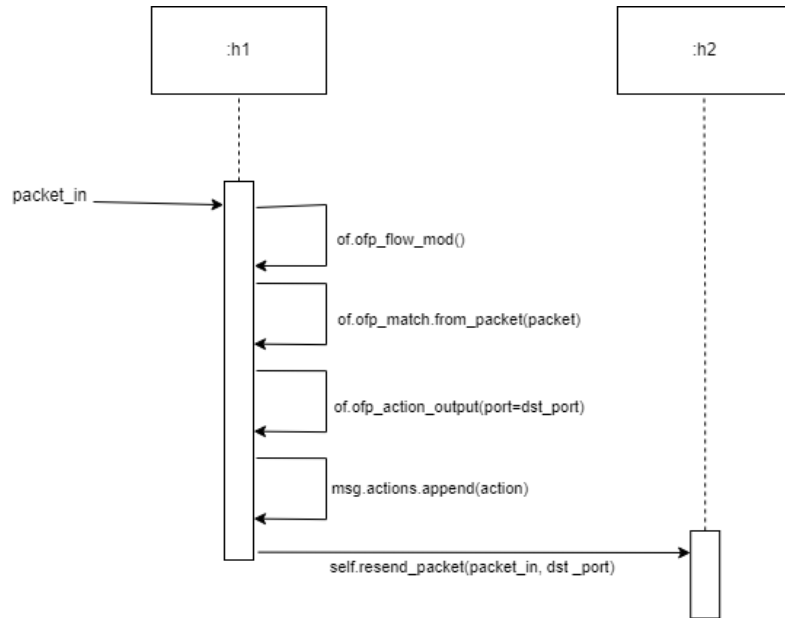 :h1
:h2
packet_in
of.ofp_flow_mod()
of.ofp_match.from_packet(packet)
of.ofp_action_output(port=dst_port)
msg.actions.append(action)
self.resend_packet(packet_in, dst _port)